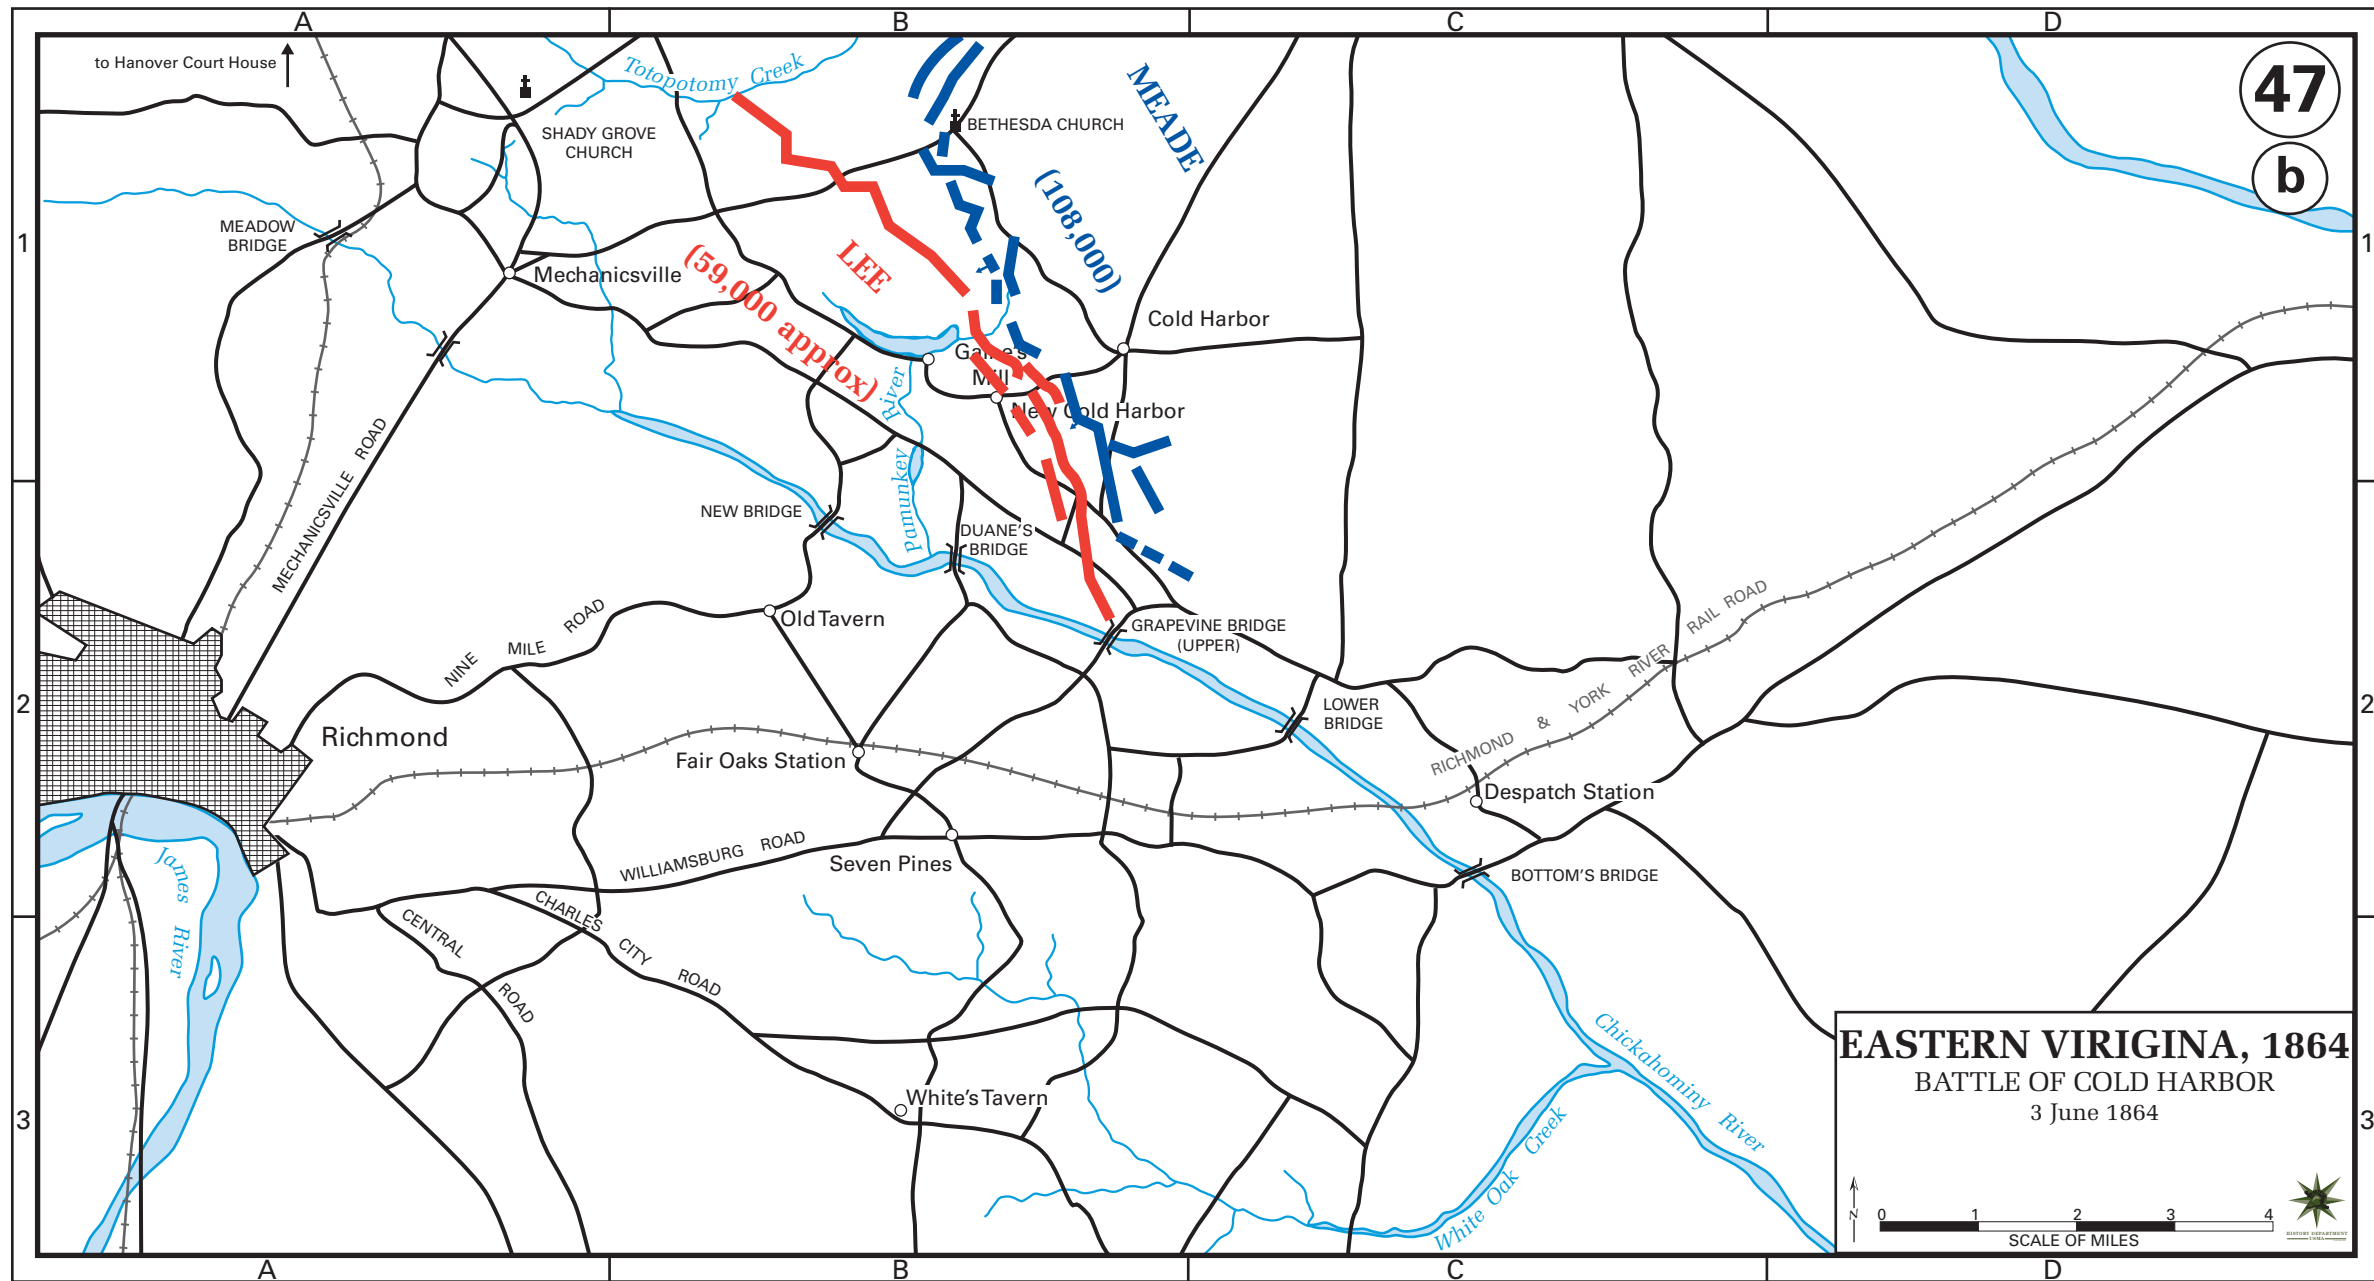 A
B
C
D
to Hanover Court House
47
b
Totopotomy Creek
MEADE
BETHESDA CHURCH
SHADY GROVE
CHURCH
(108,000)
MEADOW
BRIDGE
1
1
LEE
Mechanicsville
(59,000 approx)
Cold Harbor
Gaine's
Mill
New Cold Harbor
MECHANICSVILLE ROAD
Pamunkey River
NEW BRIDGE
DUANE'S
BRIDGE
Old Tavern
GRAPEVINE BRIDGE
(UPPER)
NINE MILE ROAD
RICHMOND & YORK RIVER RAIL ROAD
2
2
LOWER
BRIDGE
Richmond
Fair Oaks Station
Despatch Station
WILLIAMSBURG ROAD
Seven Pines
BOTTOM'S BRIDGE
James River
CENTRAL ROAD
CHARLES CITY ROAD
Chickahominy River
White's Tavern
White Oak Creek
3
3
EASTERN VIRIGINA, 1864
BATTLE OF COLD HARBOR
3 June 1864
N
0 1 2 3 4
SCALE OF MILES
HISTORY DEPARTMENT
USMA
A
B
C
D